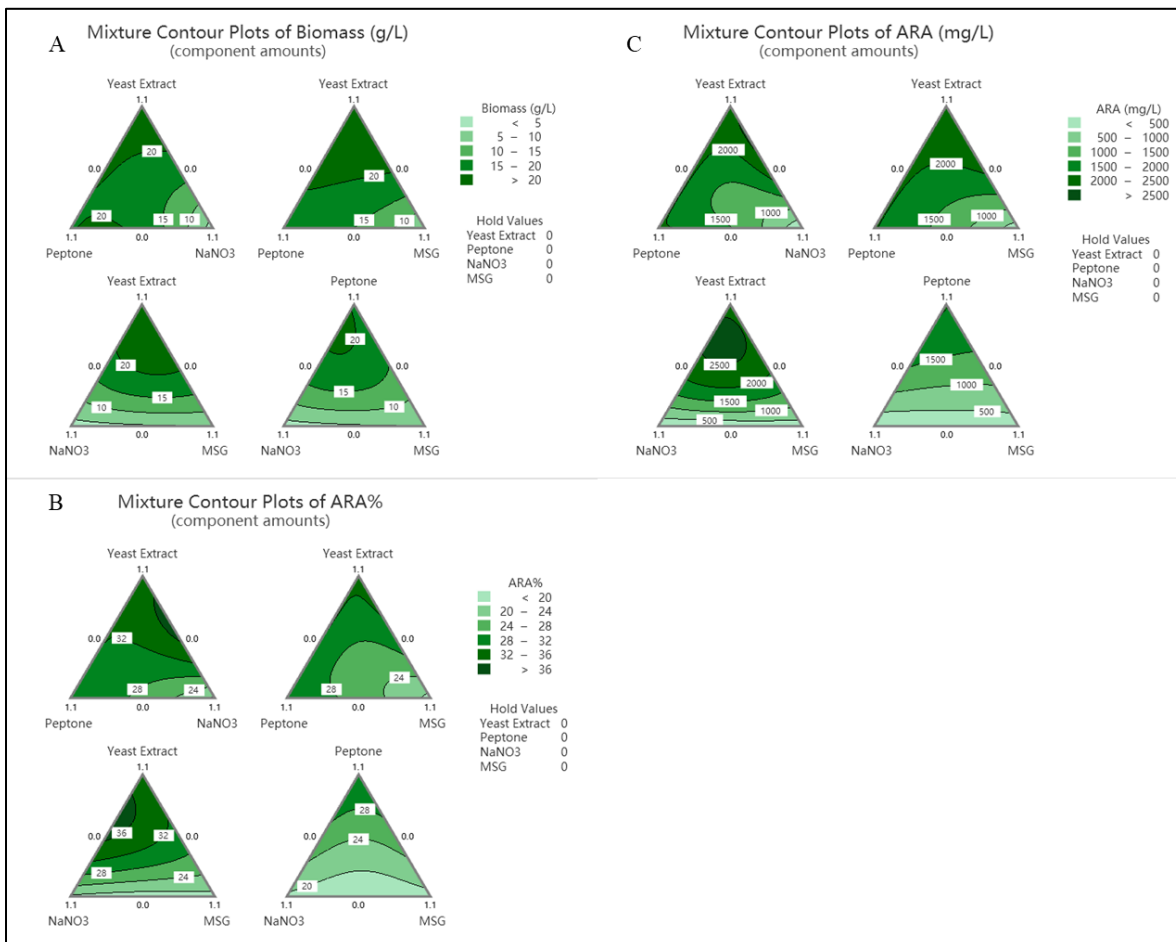 A
Mixture Contour Plots of Biomass (g/L)
(component amounts)
Yeast Extract
1.1
20
0.0
0.0
20
15
10
1.1
0.0
1.1
Peptone
NaNO3
Yeast Extract
1.1
0.0
20
0.0
15
10
1.1
0.0
1.1
Peptone
MSG
Biomass (g/L)
< 5
5 – 10
10 – 15
15 – 20
> 20
Hold Values
Yeast Extract 0
Peptone 0
NaNO3 0
MSG 0
Yeast Extract
1.1
0.0
20
0.0
15
10
1.1
0.0
1.1
NaNO3
MSG
Peptone
1.1
20
0.0
0.0
15
10
1.1
0.0
1.1
NaNO3
MSG
C
Mixture Contour Plots of ARA (mg/L)
(component amounts)
Yeast Extract
1.1
2000
0.0
0.0
1500
1000
1.1
0.0
1.1
Peptone
NaNO3
Yeast Extract
1.1
2000
0.0
0.0
1500
1000
1.1
0.0
1.1
Peptone
MSG
ARA (mg/L)
< 500
500 – 1000
1000 – 1500
1500 – 2000
2000 – 2500
> 2500
Hold Values
Yeast Extract 0
Peptone 0
NaNO3 0
MSG 0
Yeast Extract
1.1
0.0
2500
0.0
2000
1500
1000
500
1.1
0.0
1.1
NaNO3
MSG
Peptone
1.1
1500
0.0
0.0
1000
500
1.1
0.0
1.1
NaNO3
MSG
B
Mixture Contour Plots of ARA%
(component amounts)
Yeast Extract
1.1
0.0
32
0.0
28
24
1.1
0.0
1.1
Peptone
NaNO3
Yeast Extract
1.1
0.0
0.0
28
24
1.1
0.0
1.1
Peptone
MSG
ARA%
< 20
20 – 24
24 – 28
28 – 32
32 – 36
> 36
Hold Values
Yeast Extract 0
Peptone 0
NaNO3 0
MSG 0
Yeast Extract
1.1
0.0
36
32
0.0
28
24
1.1
0.0
1.1
NaNO3
MSG
Peptone
1.1
28
0.0
24
0.0
20
1.1
0.0
1.1
NaNO3
MSG